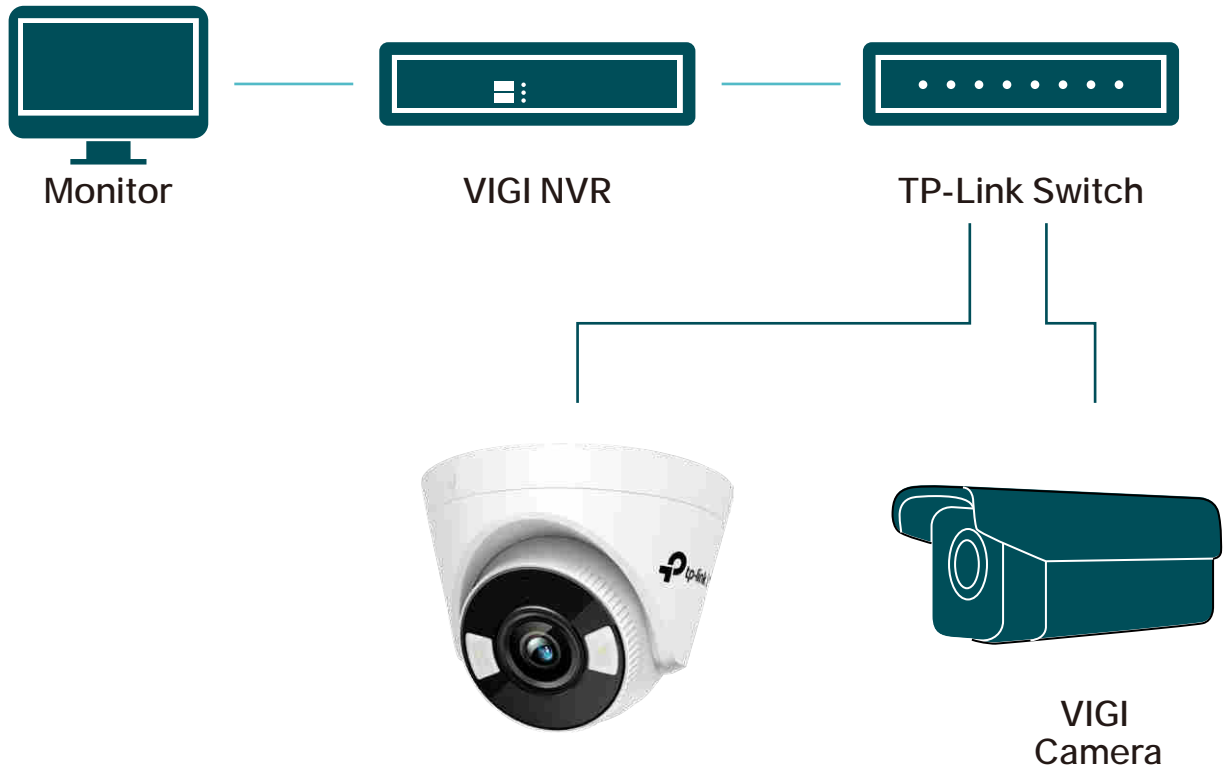 Monitor
VIGI NVR
TP-Link Switch
tp-link
VIGI
Camera